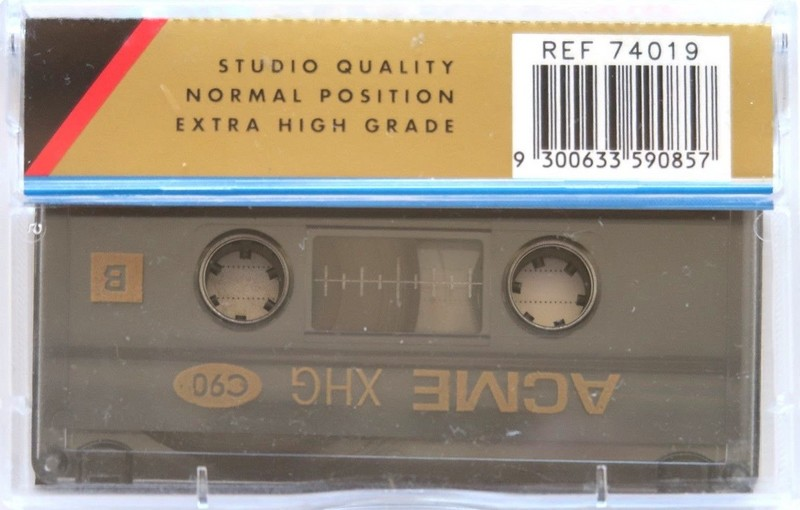 STUDIO QUALITY
NORMAL POSITION
EXTRA HIGH GRADE
REF 74019
9 300633 590857
B
ACME XHG C90